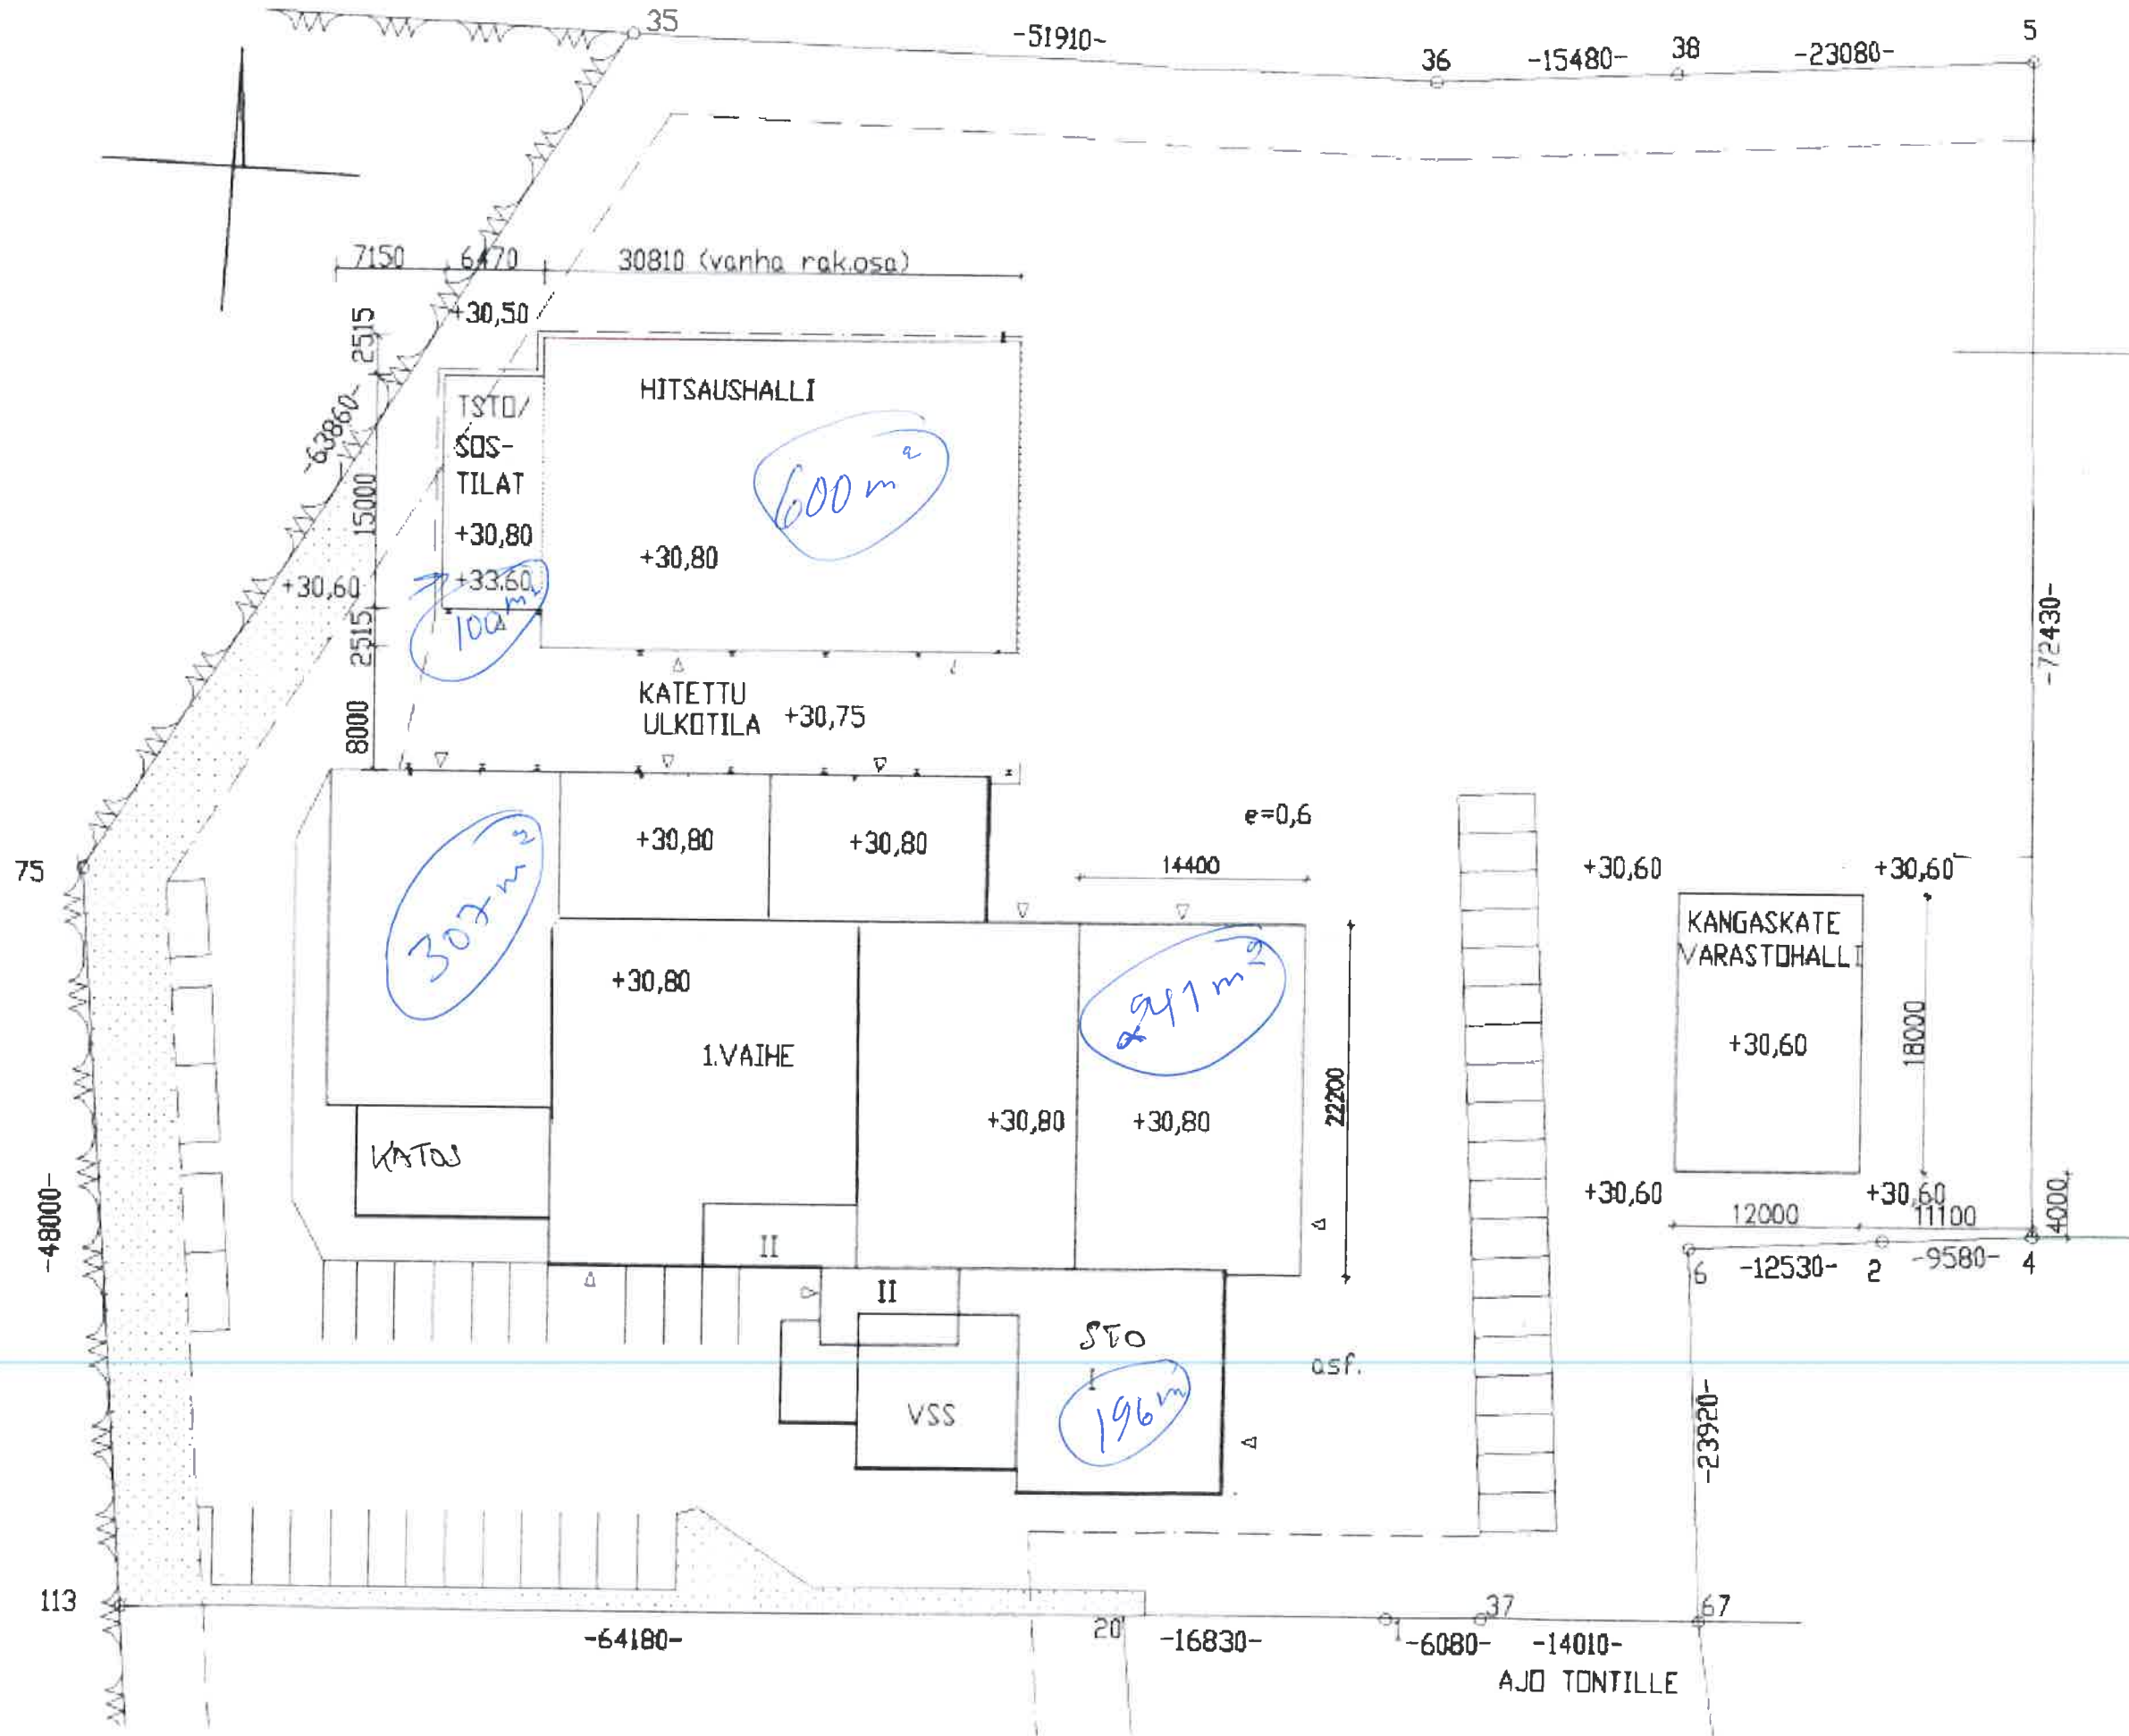 35
-51910-
36
-15480-
38
-23080-
5
7150
6470
30810 (vanha rak.osa)
+30,50
2515
-63860-
TSTO/
SOS-
TILAT
+30,80
+33.60
HITSAUSHALLI
600 m²
+30,80
15000
+30,60
100 m²
2515
8000
KATETTU
ULKOTILA
+30,75
-72430-
75
307 m²
+30,80
+30,80
e=0,6
14400
+30,60
+30,60
KANGASKATE
VARASTOHALLI
+30,60
18000
+30,80
1.VAIHE
+30,80
+30,80
22200
KATOS
-48000-
II
II
+30,60
+30,60
12000
11100
4000
6
-12530-
2
-9580-
4
STO
I
196 m²
VSS
asf.
-23920-
113
-64180-
20
-16830-
1
-6080-
37
-14010-
67
AJO TONTILLE